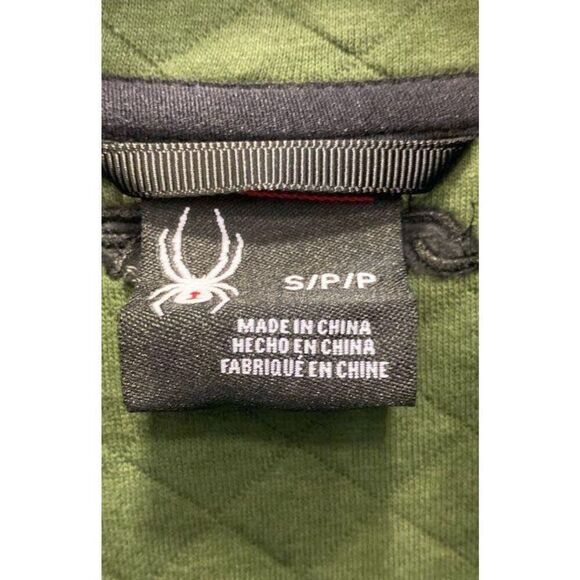 S/P/P
MADE IN CHINA
HECHO EN CHINA
FABRIQUÉ EN CHINE